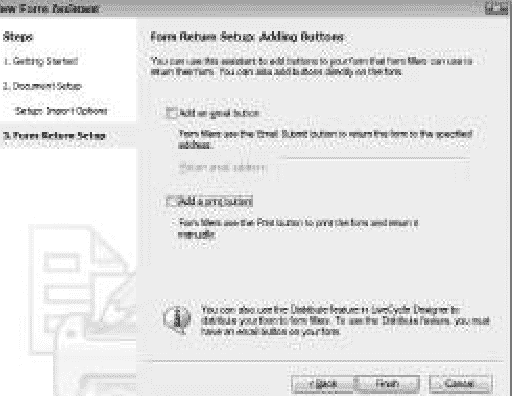 New Form Assistant
Steps
Form Return Setup: Adding Buttons
1. Getting Started
You can use this assistant to add buttons to your form that form fillers can use to
return their form. You can also add buttons directly on the form.
2. Document Setup
Setup: Import Options
Add an email button
3. Form Return Setup
Form fillers use the Email Submit button to return the form to the specified
address.
Return email address:
Add a print button
Form fillers use the Print button to print the form and return it
manually.
You can also use the Distribute feature in LiveCycle Designer to
distribute your form to form fillers. To use the Distribute feature, you must
have an email button on your form.
< Back
Finish
Cancel